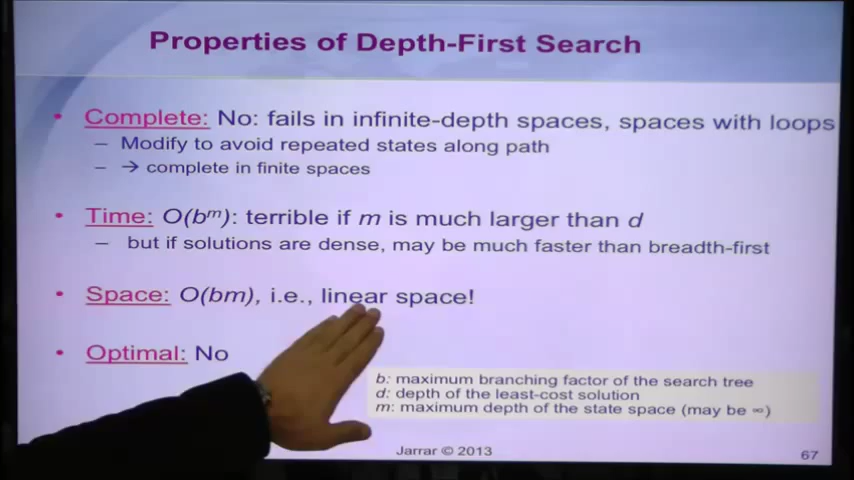 Properties of Depth-First Search
• Complete: No: fails in infinite-depth spaces, spaces with loops
– Modify to avoid repeated states along path
– → complete in finite spaces
• Time: O(bᵐ): terrible if m is much larger than d
– but if solutions are dense, may be much faster than breadth-first
• Space: O(bm), i.e., linear space!
• Optimal: No
b: maximum branching factor of the search tree
d: depth of the least-cost solution
m: maximum depth of the state space (may be ∞)
Jarrar © 2013
67